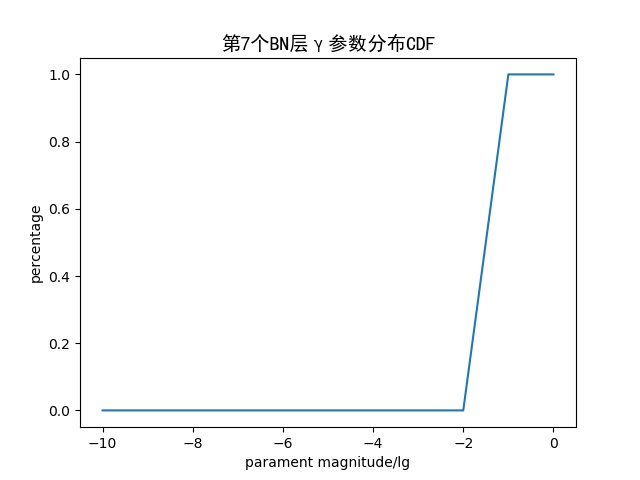 第7个BN层 γ 参数分布CDF
1.0
0.8
0.6
0.4
0.2
0.0
percentage
−10 −8 −6 −4 −2 0
parament magnitude/lg